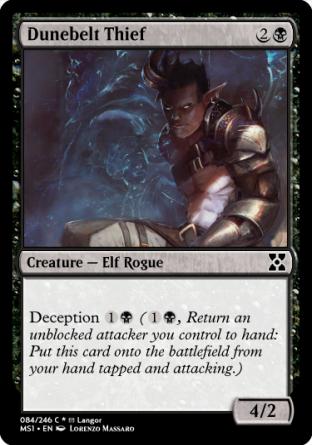 Dunebelt Thief 2
Creature — Elf Rogue
Deception 1 ( 1 , Return an
unblocked attacker you control to hand:
Put this card onto the battlefield from
your hand tapped and attacking.)
4/2
084/246 C * Langor
MS1 • EN Lorenzo Massaro